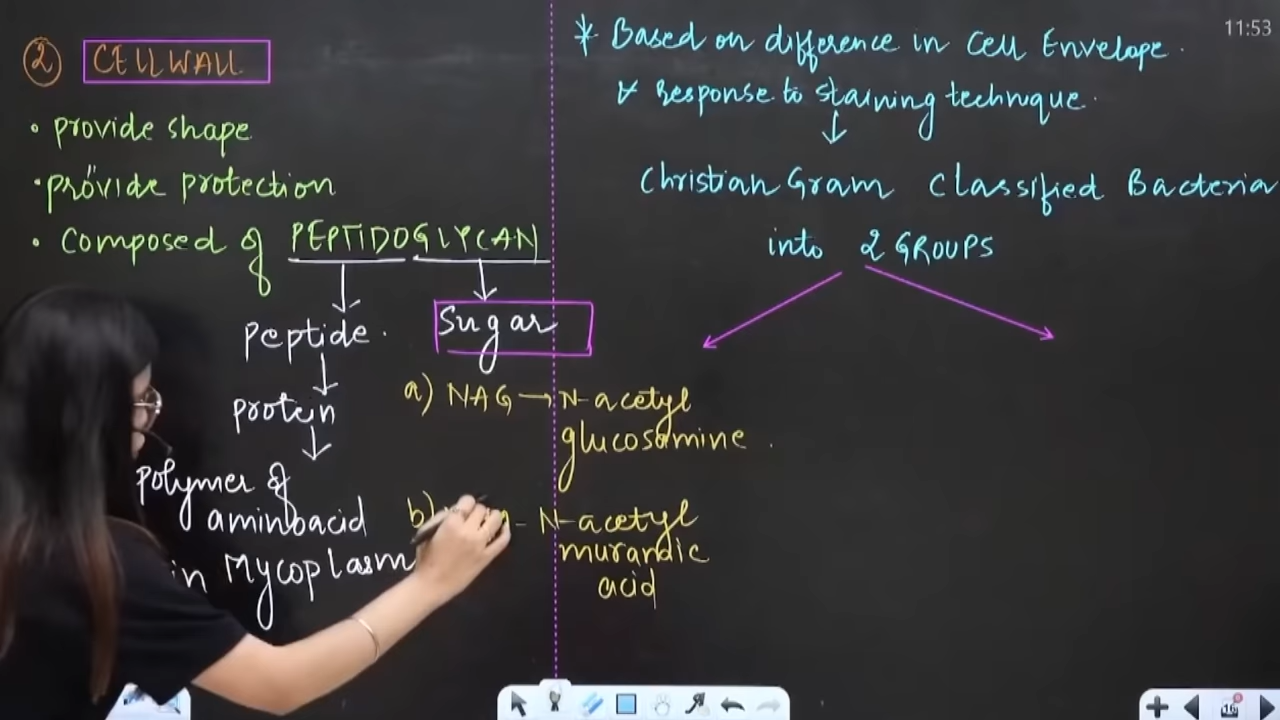 ② CELLWALL
• provide shape
• provide protection
• Composed of PEPTIDOGLYCAN
Peptide.
Sugar
protein
polymer of
aminoacid
in Mycoplasm
a) NAG → N-acetyl
glucosamine.
b) - N-acetyl
muramic
acid
* Based on difference in Cell Envelope.
& response to staining technique.
Christian Gram Classified Bacteria
into 2 GROUPS
11:53
16